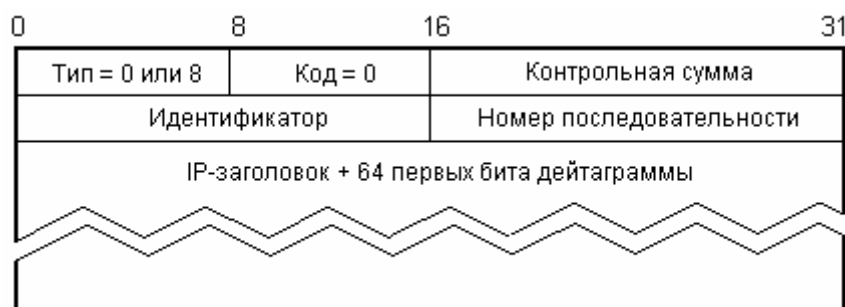 0 8 16 31
Тип = 0 или 8 Код = 0 Контрольная сумма
Идентификатор Номер последовательности
IP-заголовок + 64 первых бита дейтаграммы